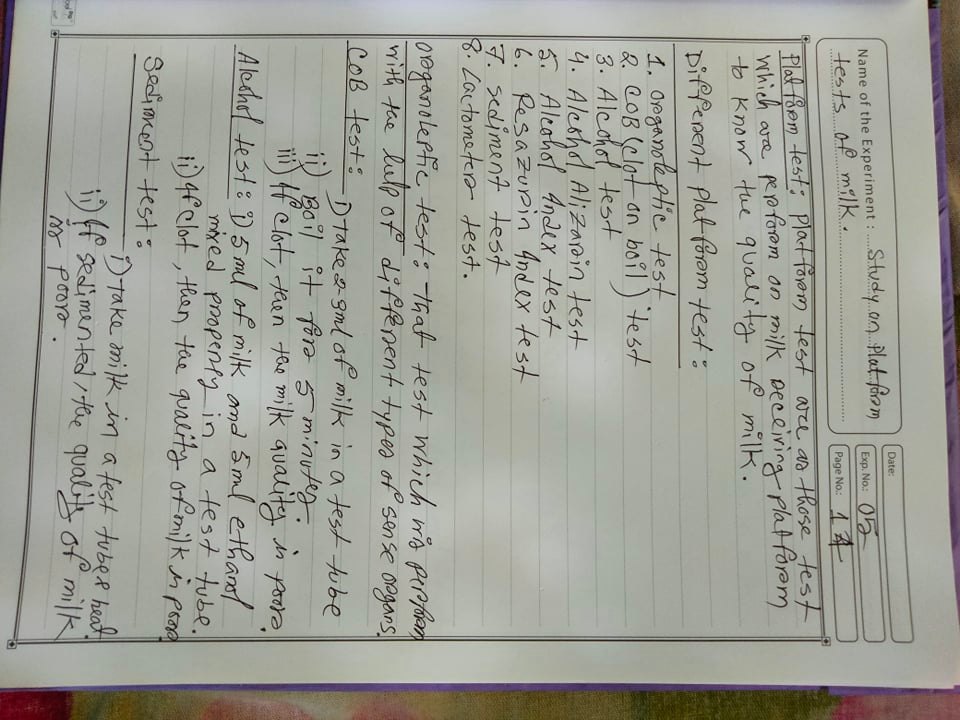 Name of the Experiment : Study on Platform
tests of milk.
Date:
Exp. No.: 05
Page No.: 14
Platform test: Platform test are as those test
which are perform on milk receiving platform
to know the quality of milk.
Different platform test:
1. Organoleptic test
2. COB (clot on boil) test
3. Alcohol test
4. Alcohol Alizarin test
5. Alcohol Index test
6. Resazurin Index test
7. Sediment test
8. Lactometer test.
Organoleptic test: That test which is perform
with the help of different types of sense organs.
COB test:
i) Take 2-3ml of milk in a test tube
ii) Boil it for 5 minutes.
iii) If clot, then the milk quality is poor.
Alcohol test: i) 5ml of milk and 5ml ethanol
mixed properly in a test tube.
ii) If clot, then the quality of milk is poor
Sediment test:
i) Take milk in a test tube & heat.
ii) If sedimented, the quality of milk
is poor.